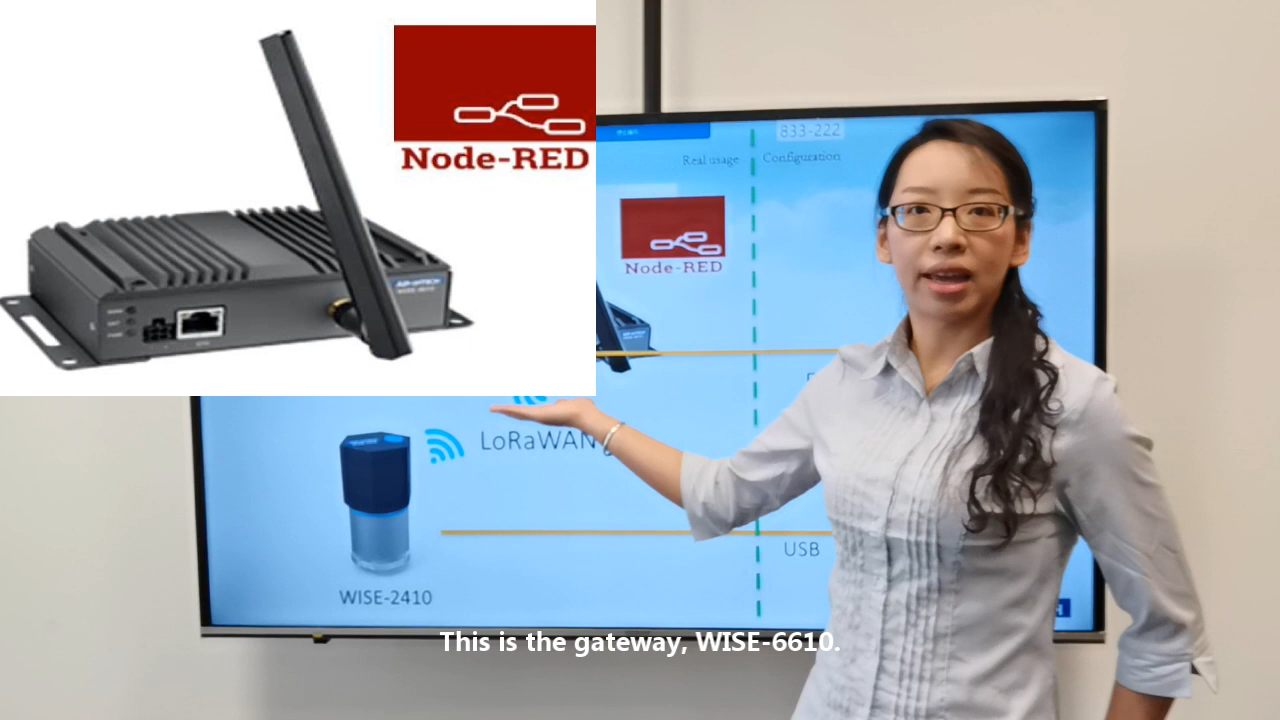 Node-RED
833-222
Real usage
Configuration
Node-RED
LoRaWAN
USB
WISE-2410
This is the gateway, WISE-6610.